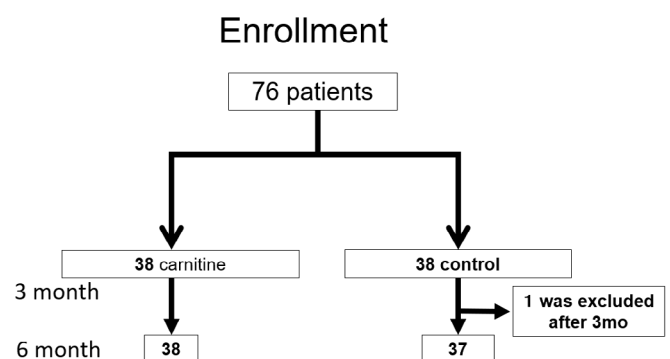 Enrollment
76 patients
38 carnitine
38 control
3 month
1 was excluded
after 3mo
6 month
38
37